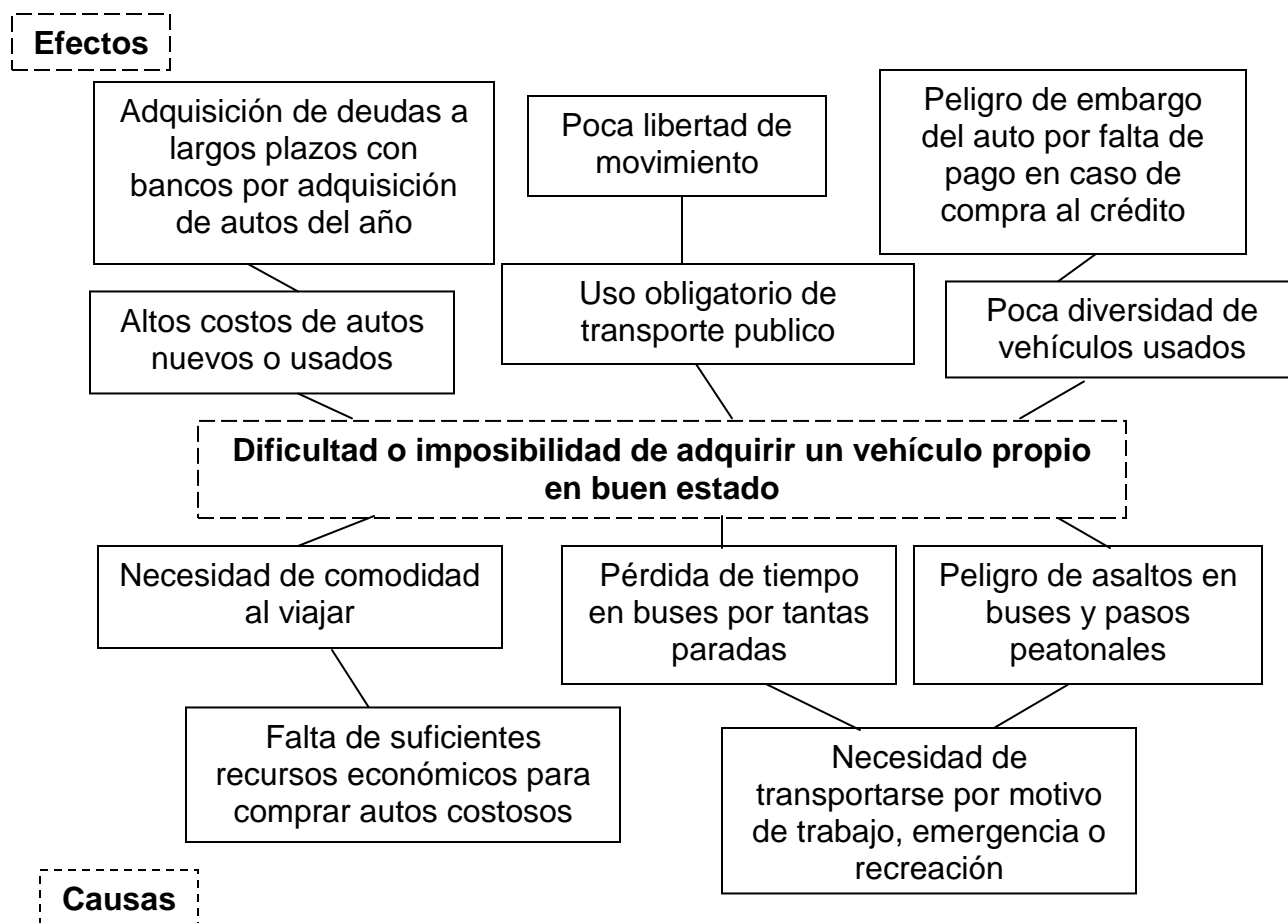 Efectos
Adquisición de deudas a
largos plazos con
bancos por adquisición
de autos del año
Poca libertad de
movimiento
Peligro de embargo
del auto por falta de
pago en caso de
compra al crédito
Altos costos de autos
nuevos o usados
Uso obligatorio de
transporte publico
Poca diversidad de
vehículos usados
Dificultad o imposibilidad de adquirir un vehículo propio
en buen estado
Necesidad de comodidad
al viajar
Pérdida de tiempo
en buses por tantas
paradas
Peligro de asaltos en
buses y pasos
peatonales
Falta de suficientes
recursos económicos para
comprar autos costosos
Necesidad de
transportarse por motivo
de trabajo, emergencia o
recreación
Causas